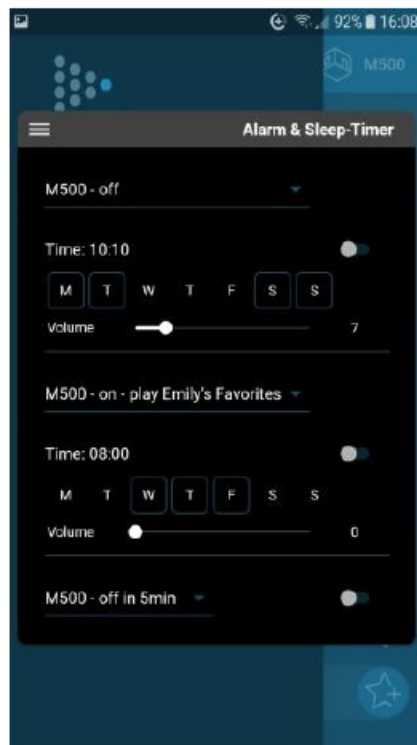 92% 16:08
M500
Alarm & Sleep-Timer
M500 - off
Time: 10:10
M T W T F S S
Volume 7
M500 - on - play Emily's Favorites
Time: 08:00
M T W T F S S
Volume 0
M500 - off in 5min